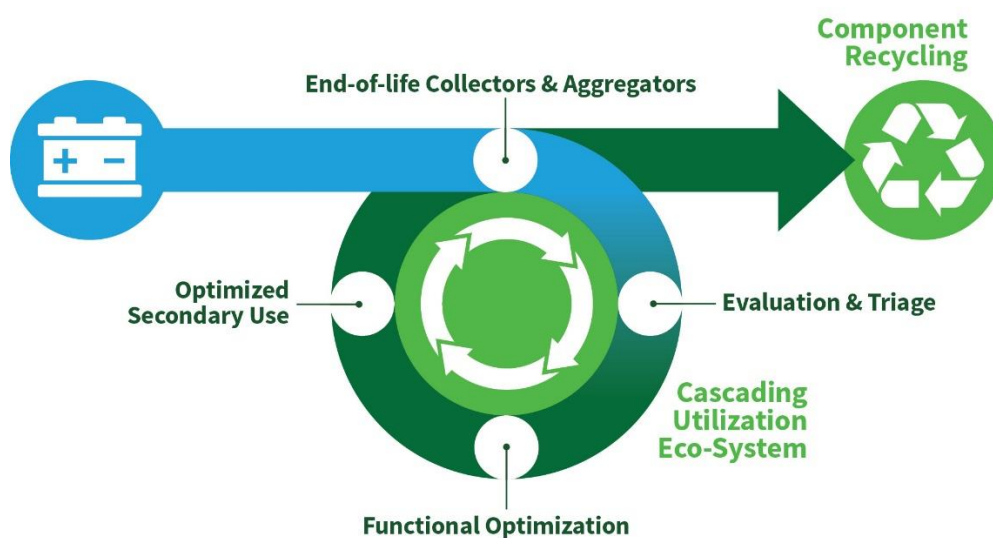 Component
Recycling
End-of-life Collectors & Aggregators
+ -
Optimized
Secondary Use
Evaluation & Triage
Cascading
Utilization
Eco-System
Functional Optimization